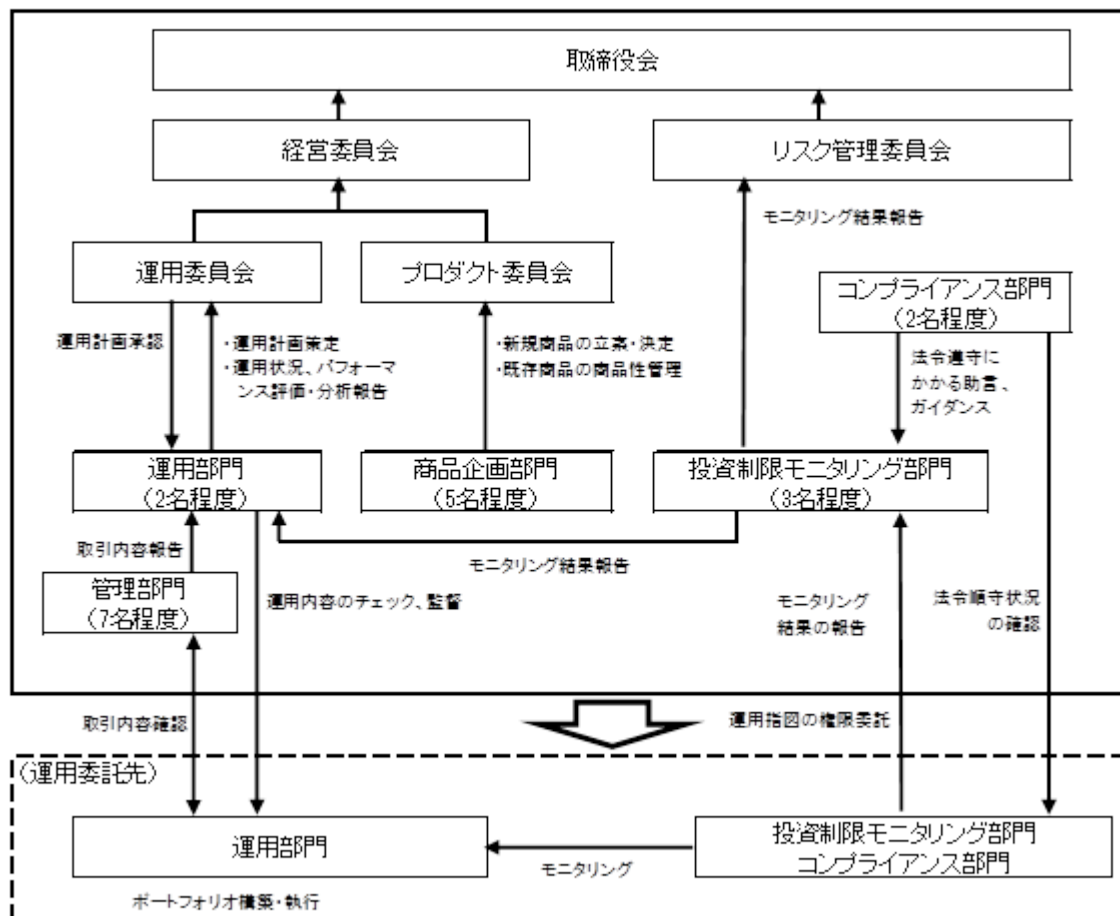 取締役会
経営委員会
リスク管理委員会
モニタリング結果報告
運用委員会
プロダクト委員会
コンプライアンス部門
(2名程度)
運用計画承認
・運用計画策定
・運用状況、パフォーマ
ンス評価・分析報告
・新規商品の立案・決定
・既存商品の商品性管理
法令遵守に
かかる助言、
ガイダンス
運用部門
(2名程度)
商品企画部門
(5名程度)
投資制限モニタリング部門
(3名程度)
取引内容報告
モニタリング結果報告
管理部門
(7名程度)
運用内容のチェック、監督
モニタリング
結果の報告
法令順守状況
の確認
取引内容確認
運用指図の権限委託
(運用委託先)
運用部門
投資制限モニタリング部門
コンプライアンス部門
モニタリング
ポートフォリオ構築・執行